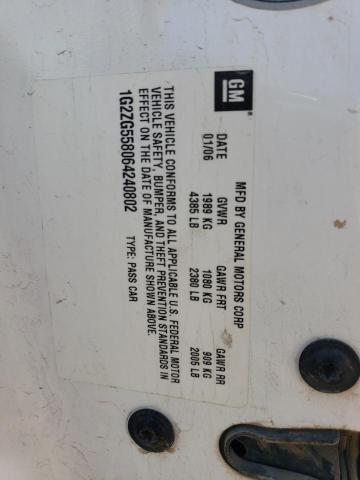 GM
MFD BY GENERAL MOTORS CORP
DATE GVWR GAWR FRT GAWR RR
01/06 1989 KG 1080 KG 909 KG
4385 LB 2380 LB 2005 LB
THIS VEHICLE CONFORMS TO ALL APPLICABLE U.S. FEDERAL MOTOR
VEHICLE SAFETY, BUMPER, AND THEFT PREVENTION STANDARDS IN
EFFECT ON THE DATE OF MANUFACTURE SHOWN ABOVE.
1G2ZG558064240802 TYPE: PASS CAR